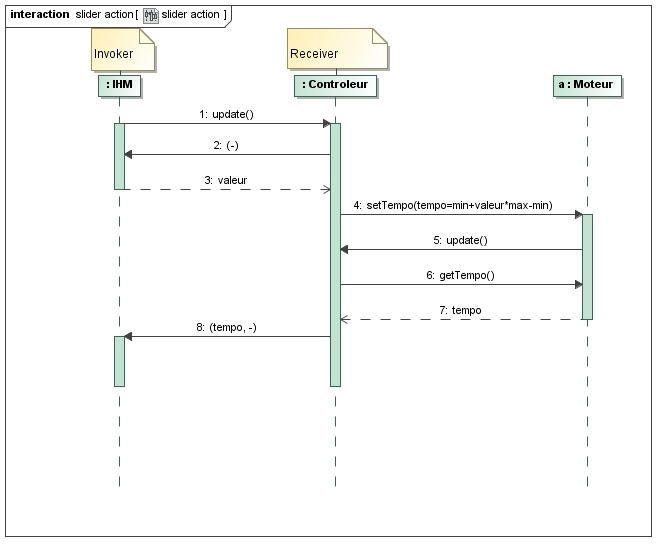 interaction slider action[ slider action ]
Invoker
Receiver
: IHM
: Controleur
a : Moteur
1: update()
2: (-)
3: valeur
4: setTempo(tempo=min+valeur*max-min)
5: update()
6: getTempo()
7: tempo
8: (tempo, -)